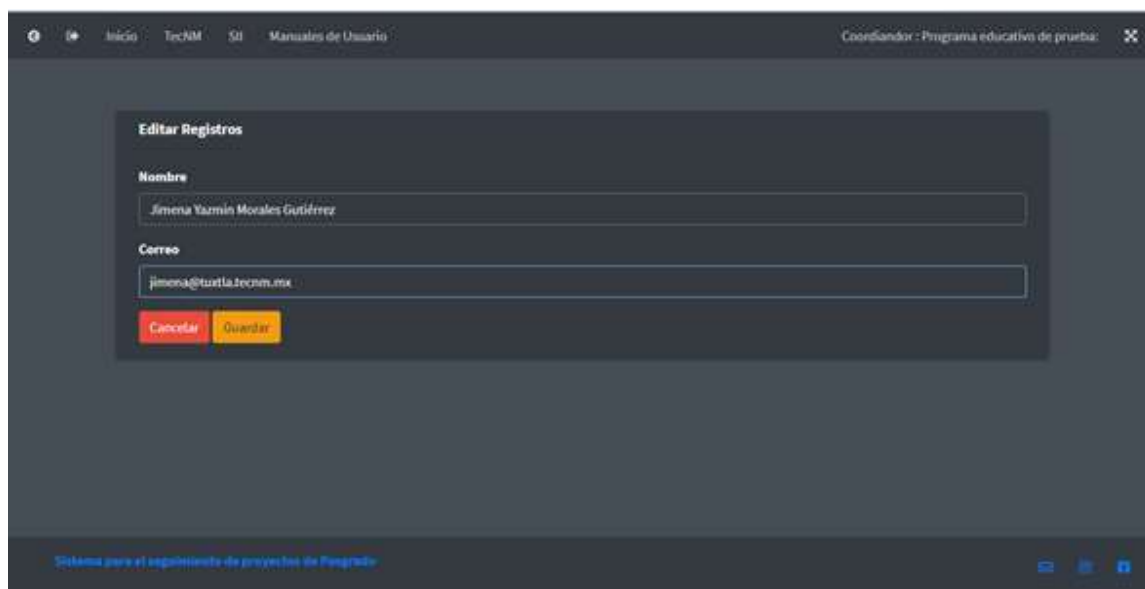 Inicio TecNM SII Manuales de Usuario Coordiandor : Programa educativo de prueba:
Editar Registros
Nombre
Jimena Yazmin Morales Gutiérrez
Correo
jimena@tuxtla.tecnm.mx
Cancelar Guardar
Sistema para el seguimiento de proyectos de Posgrado